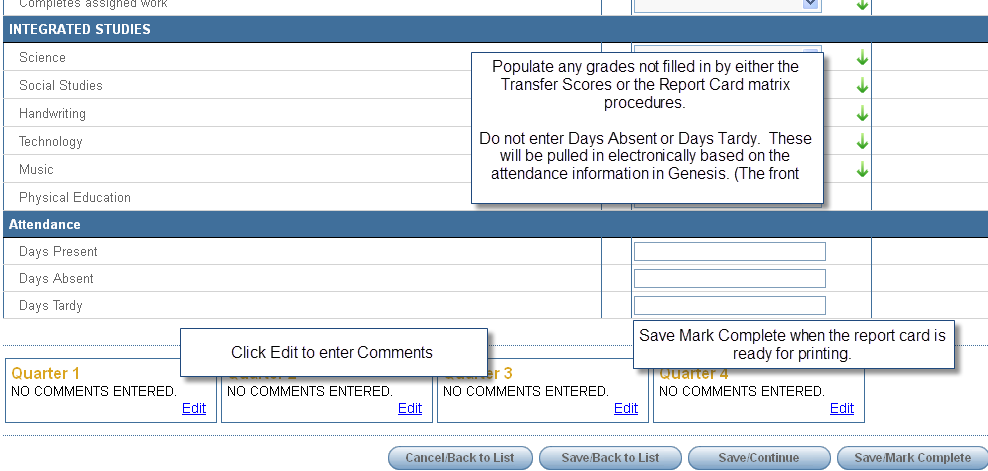 Completes assigned work
INTEGRATED STUDIES
Science
Social Studies
Handwriting
Technology
Music
Physical Education
Populate any grades not filled in by either the
Transfer Scores or the Report Card matrix
procedures.
Do not enter Days Absent or Days Tardy.  These
will be pulled in electronically based on the
attendance information in Genesis. (The front
Attendance
Days Present
Days Absent
Days Tardy
Click Edit to enter Comments
Save Mark Complete when the report card is
ready for printing.
Quarter 1
NO COMMENTS ENTERED.
Edit
Quarter 2
NO COMMENTS ENTERED.
Edit
er 3
NO COMMENTS ENTERED.
Edit
Quarter 4
NO COMMENTS ENTERED.
Edit
Cancel/Back to List
Save/Back to List
Save/Continue
Save/Mark Complete